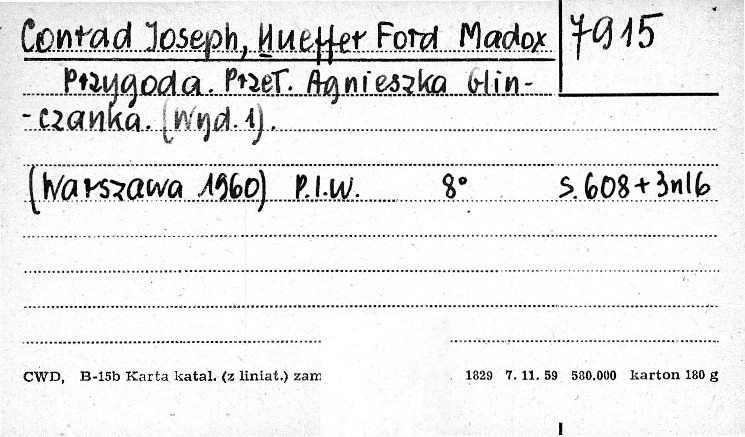 Conrad Joseph, Hueffer Ford Madox 7915
Przygoda. Przeł. Agnieszka Glin-
-czanka. (Wyd. 1).
(Warszawa 1960) P.I.W. 8° S. 608+3nlb
CWD, B-15b Karta katal. (z liniat.) zam 1829 7. 11. 59 580.000 karton 180 g